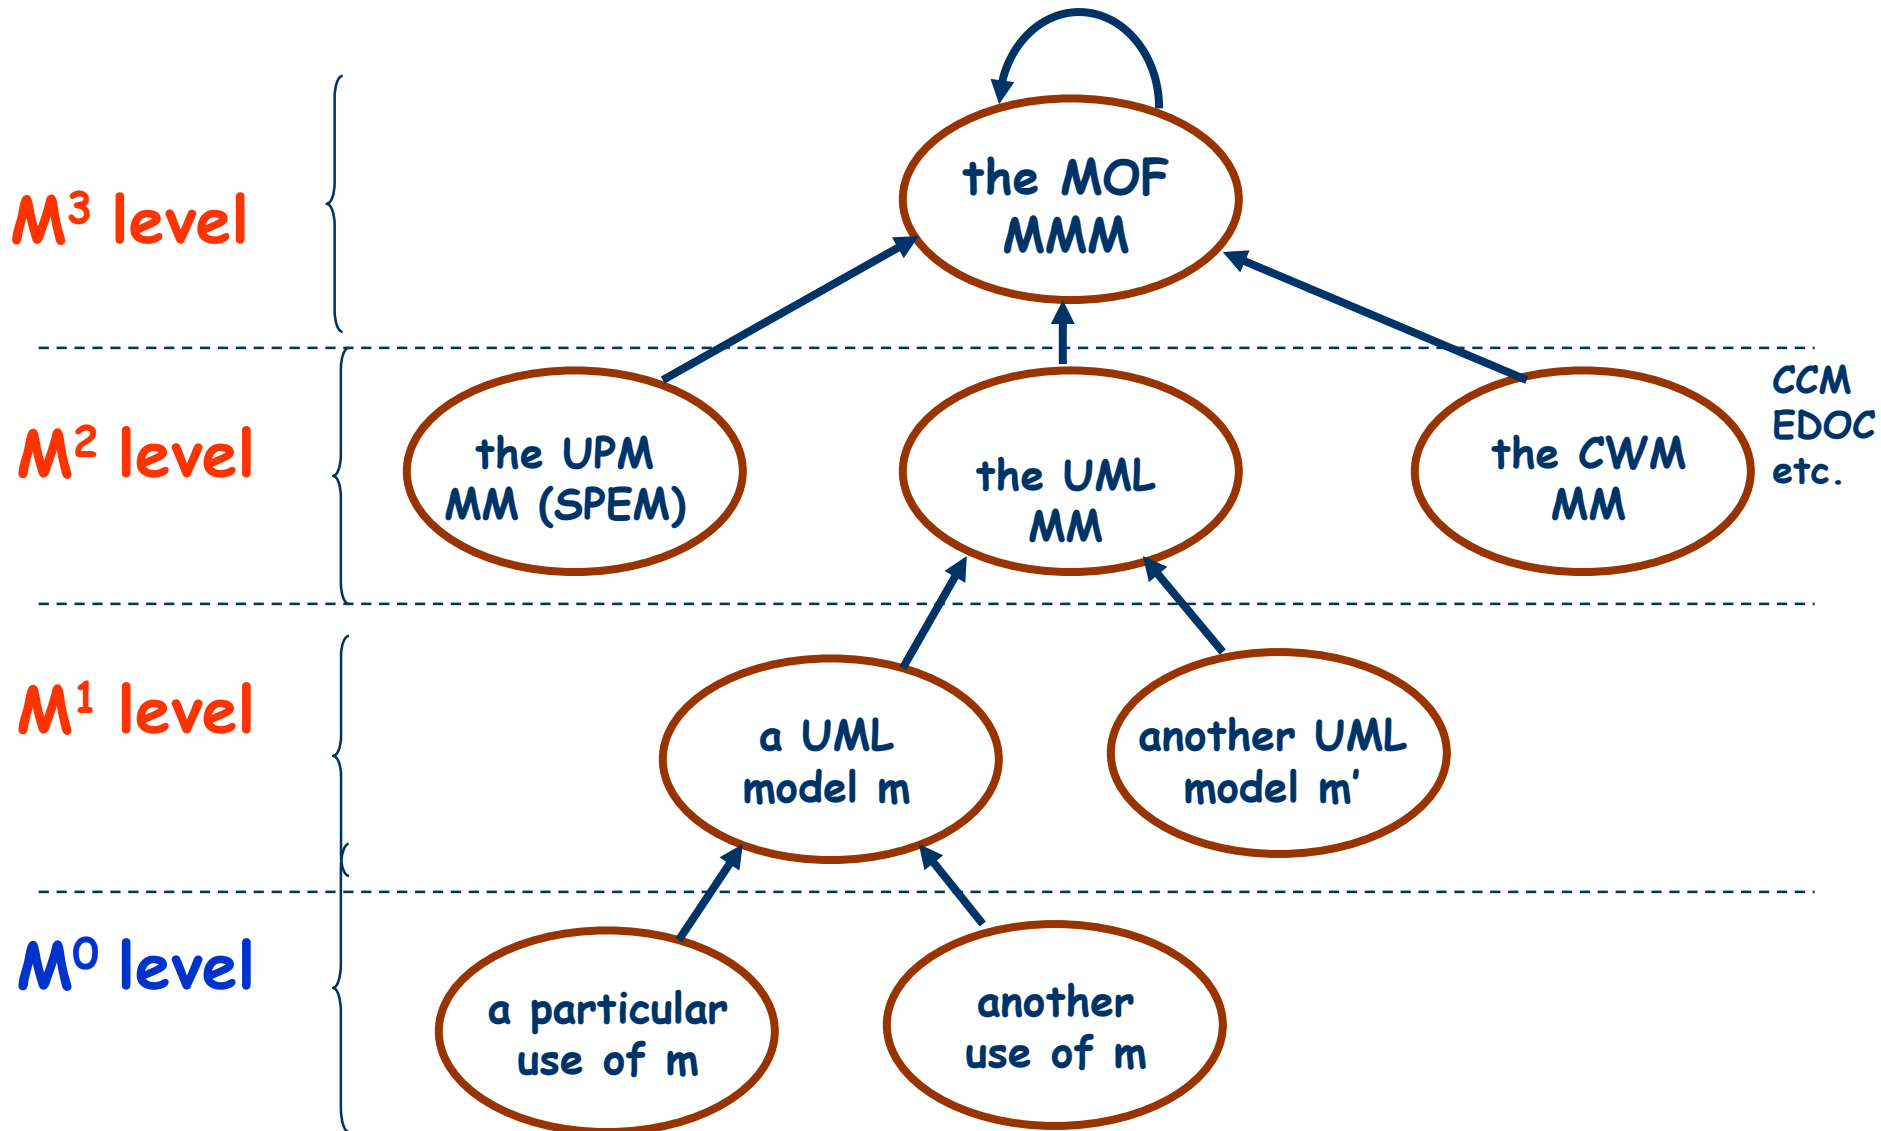 M³ level
the MOF
MMM
M² level
the UPM
MM (SPEM)
the UML
MM
the CWM
MM
CCM
EDOC
etc.
M¹ level
a UML
model m
another UML
model m'
M⁰ level
a particular
use of m
another
use of m